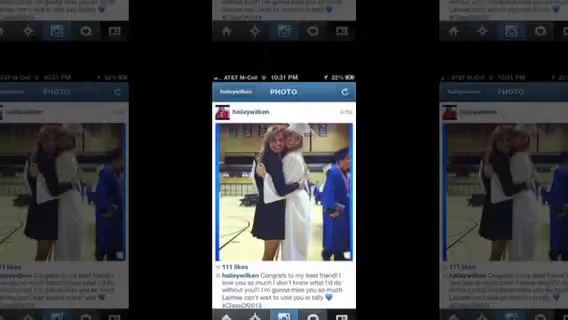 AT&T M-Cell 10:31 PM 22%
haileywilken PHOTO
haileywilken
111 likes
haileywilken Congrats to my best friend! I
love you so much I don't know what I'd do
without you!!! I'm gonna miss you so much
can't wait to visit you in tally 💙
#ClassOf2013